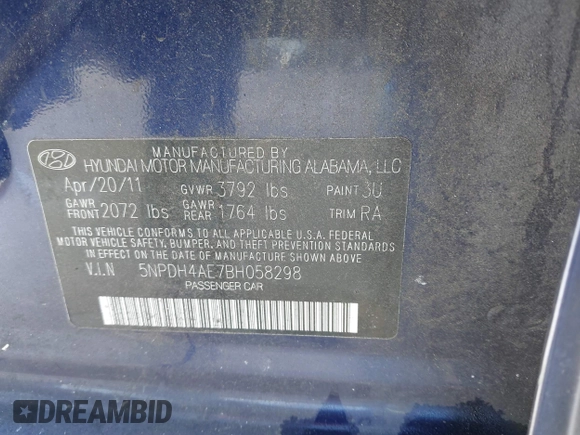 MANUFACTURED BY
HYUNDAI MOTOR MANUFACTURING ALABAMA, LLC
Apr/20/11 GVWR 3792 lbs PAINT 3U
GAWR FRONT 2072 lbs GAWR REAR 1764 lbs TRIM RA
THIS VEHICLE CONFORMS TO ALL APPLICABLE U.S.A. FEDERAL
MOTOR VEHICLE SAFETY, BUMPER, AND THEFT PREVENTION STANDARDS
IN EFFECT ON THE DATE OF MANUFACTURE SHOWN ABOVE.
V.I.N 5NPDH4AE7BH058298
PASSENGER CAR
DREAMBID